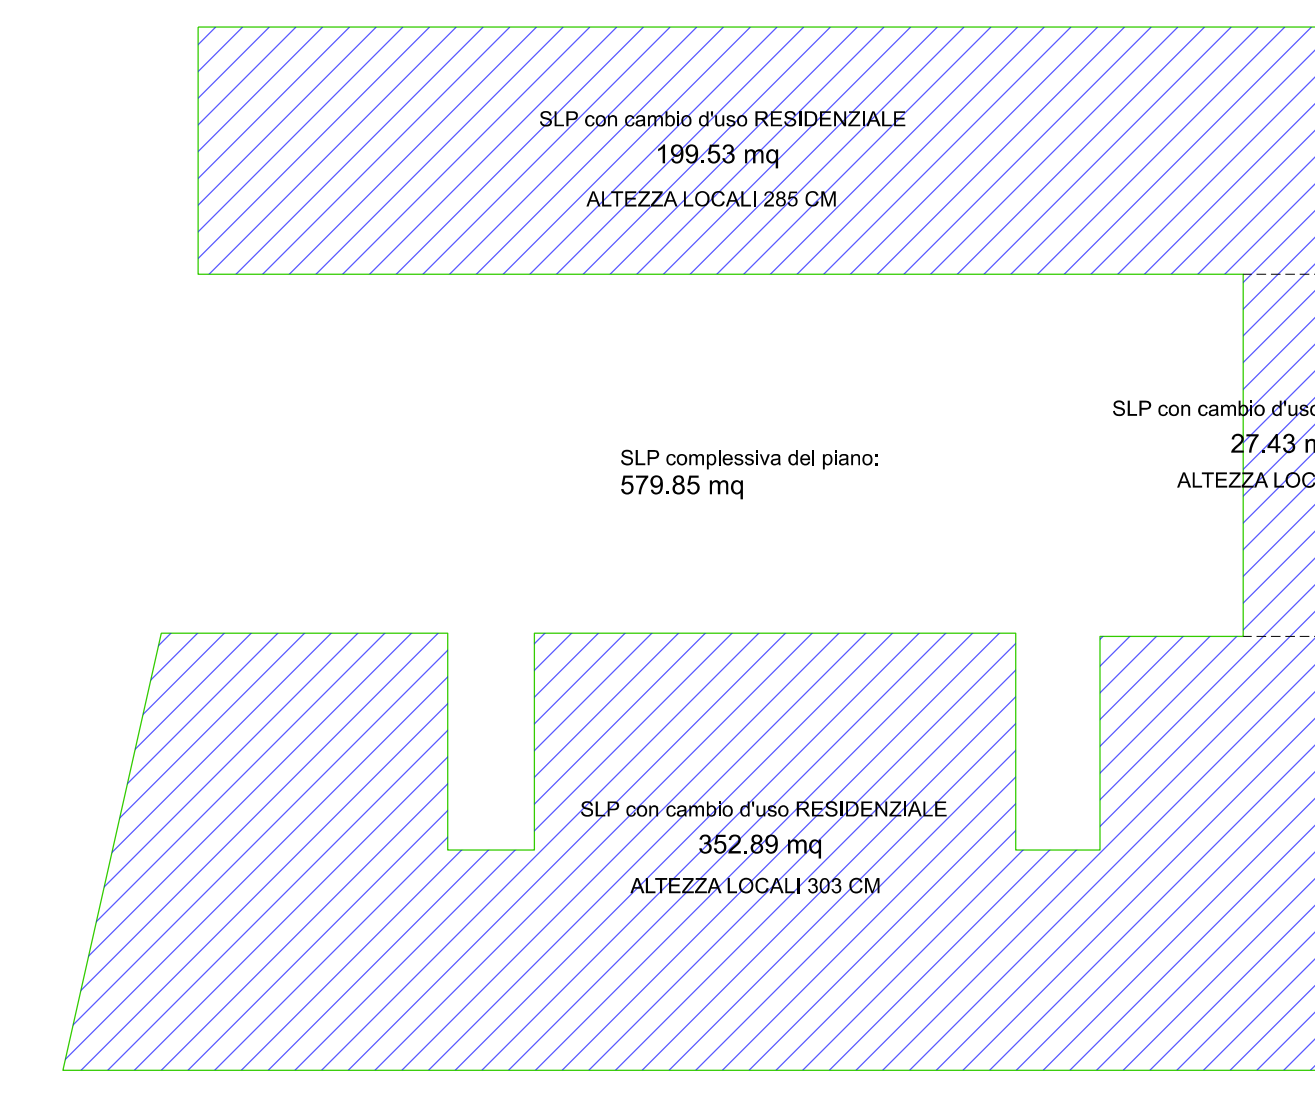 SLP con cambio d'uso RESIDENZIALE
199.53 mq
ALTEZZA LOCALI 285 CM
SLP con cambio d'uso
27.43
ALTEZZA
SLP complessiva del piano:
579.85 mq
SLP con cambio d'uso RESIDENZIALE
352.89 mq
ALTEZZA LOCALI 303 CM